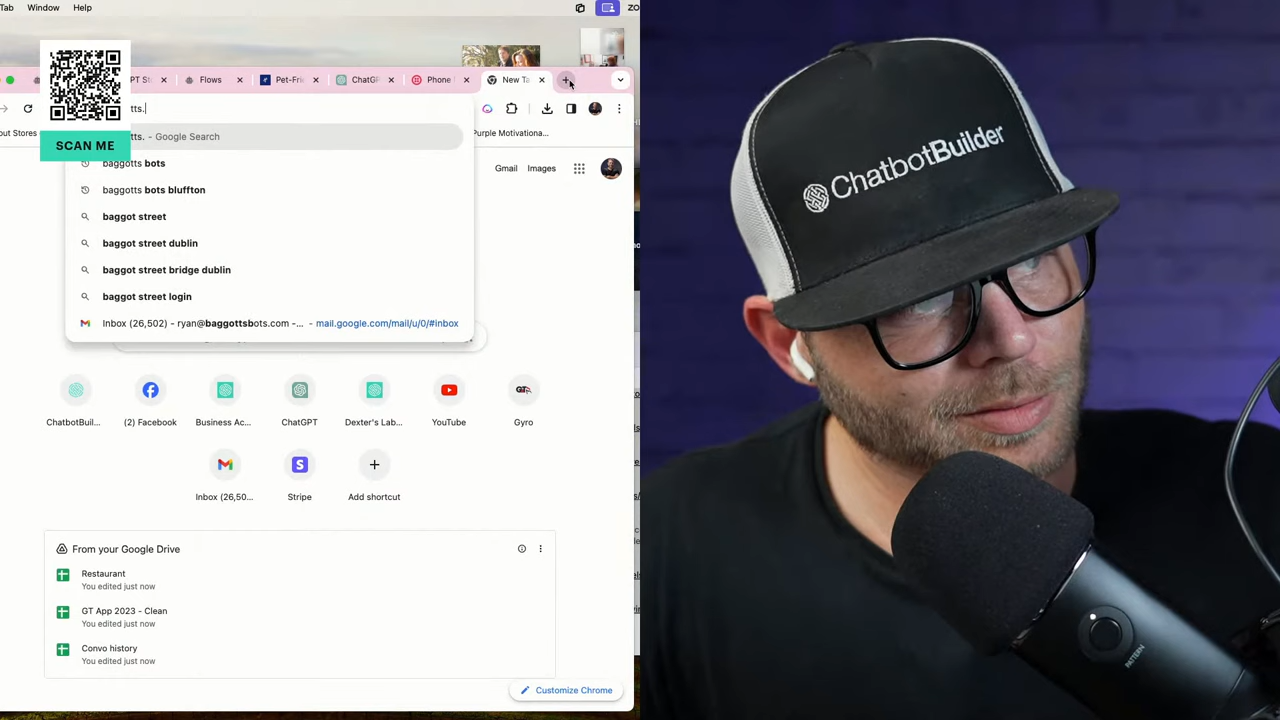 Tab Window Help ZO
PT St Flows Pet-Fri ChatGP Phone New Ta
tts.
out Stores Purple Motivationa...
tts. - Google Search
SCAN ME
baggotts bots
Gmail Images
baggotts bots bluffton
baggot street
baggot street dublin
baggot street bridge dublin
baggot street login
Inbox (26,502) - ryan@baggottsbots.com -... - mail.google.com/mail/u/0/#inbox
ChatbotBuil... (2) Facebook Business Ac... ChatGPT Dexter's Lab... YouTube Gyro
Inbox (26,50... Stripe Add shortcut
From your Google Drive
Restaurant
You edited just now
GT App 2023 - Clean
You edited just now
Convo history
You edited just now
Customize Chrome
ChatbotBuilder
PATTERN